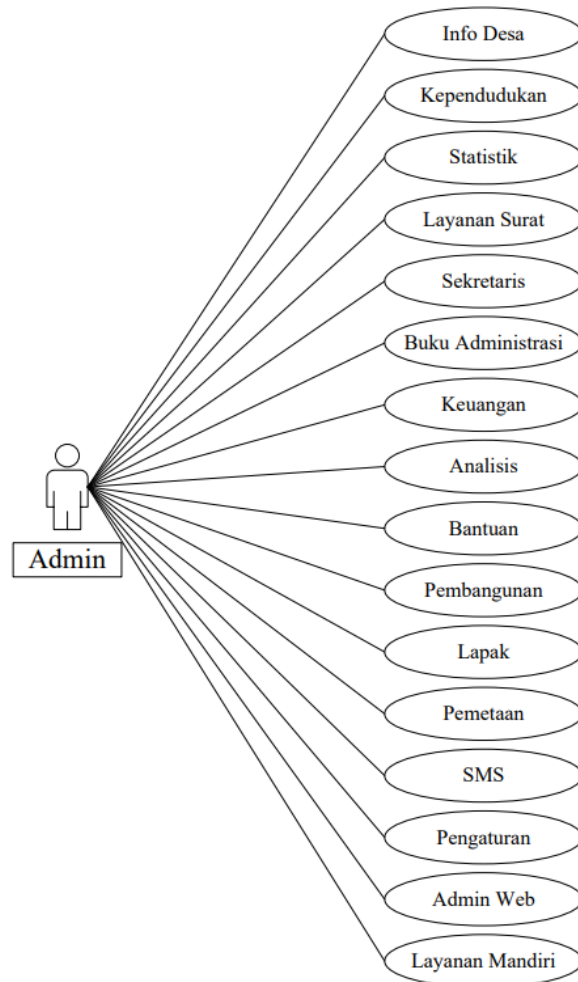 Info Desa
Kependudukan
Statistik
Layanan Surat
Sekretaris
Buku Administrasi
Keuangan
Analisis
Bantuan
Admin
Pembangunan
Lapak
Pemetaan
SMS
Pengaturan
Admin Web
Layanan Mandiri